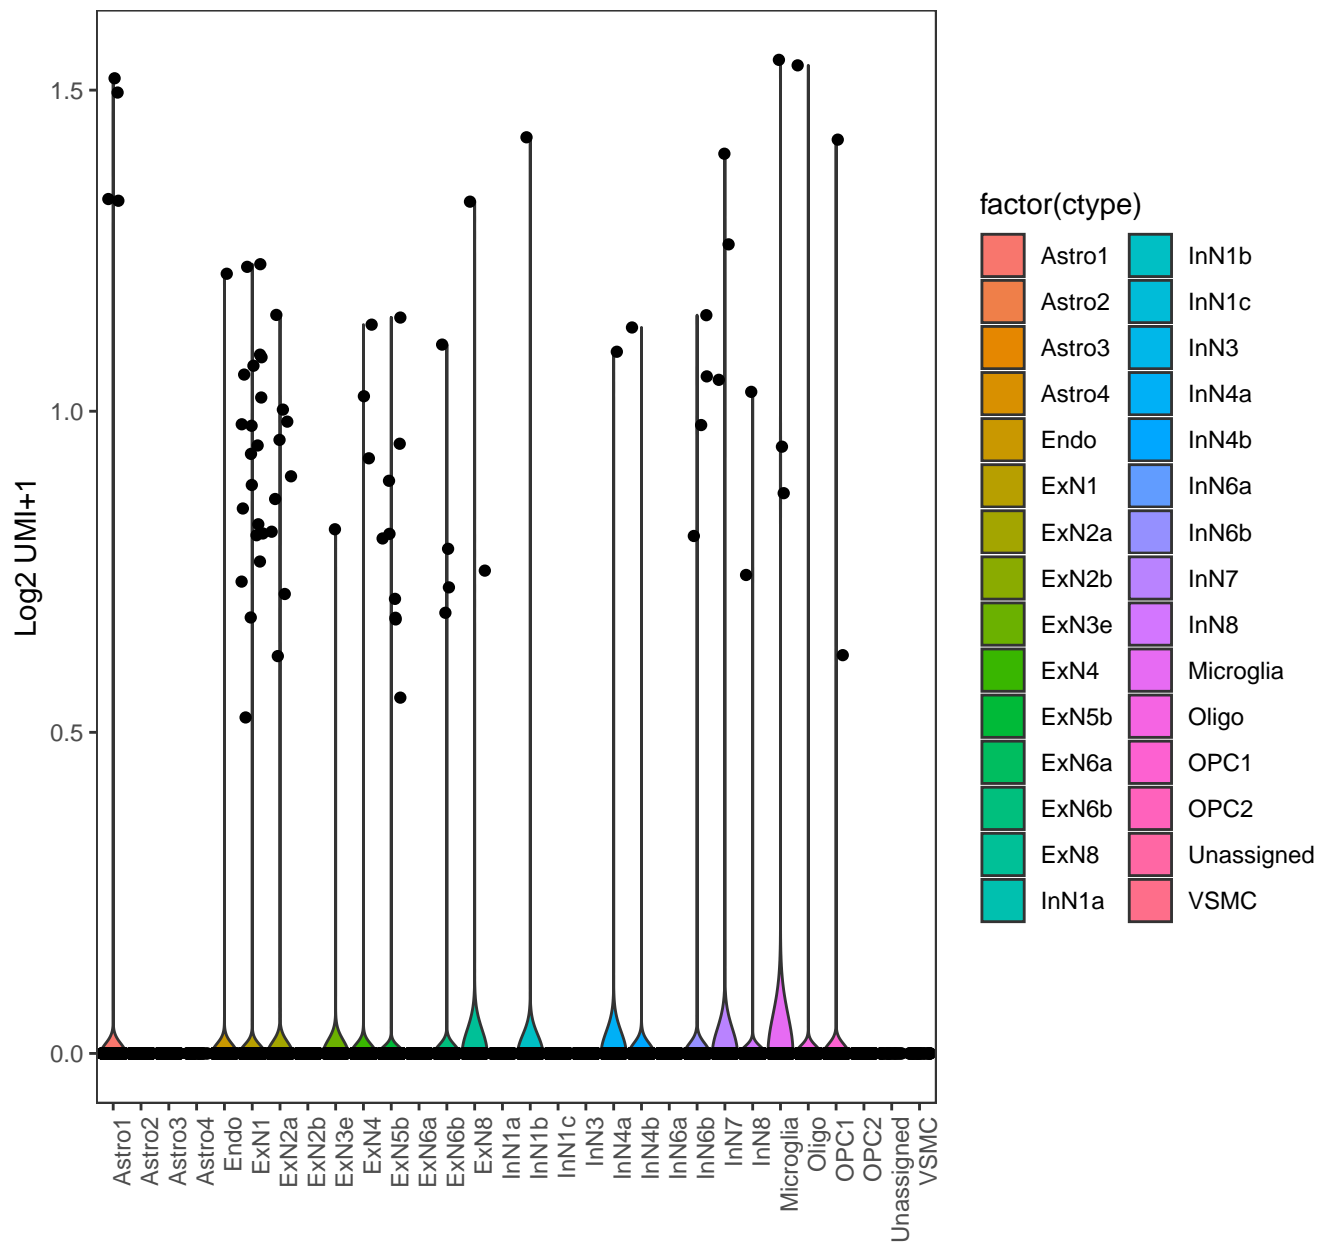 1.5
1.0
0.5
0.0
Log2 UMI+1
Astro1
Astro2
Astro3
Astro4
Endo
ExN1
ExN2a
ExN2b
ExN3e
ExN4
ExN5b
ExN6a
ExN6b
ExN8
InN1a
InN1b
InN1c
InN3
InN4a
InN4b
InN6a
InN6b
InN7
InN8
Microglia
Oligo
OPC1
OPC2
Unassigned
VSMC
factor(ctype)
Astro1
Astro2
Astro3
Astro4
Endo
ExN1
ExN2a
ExN2b
ExN3e
ExN4
ExN5b
ExN6a
ExN6b
ExN8
InN1a
InN1b
InN1c
InN3
InN4a
InN4b
InN6a
InN6b
InN7
InN8
Microglia
Oligo
OPC1
OPC2
Unassigned
VSMC